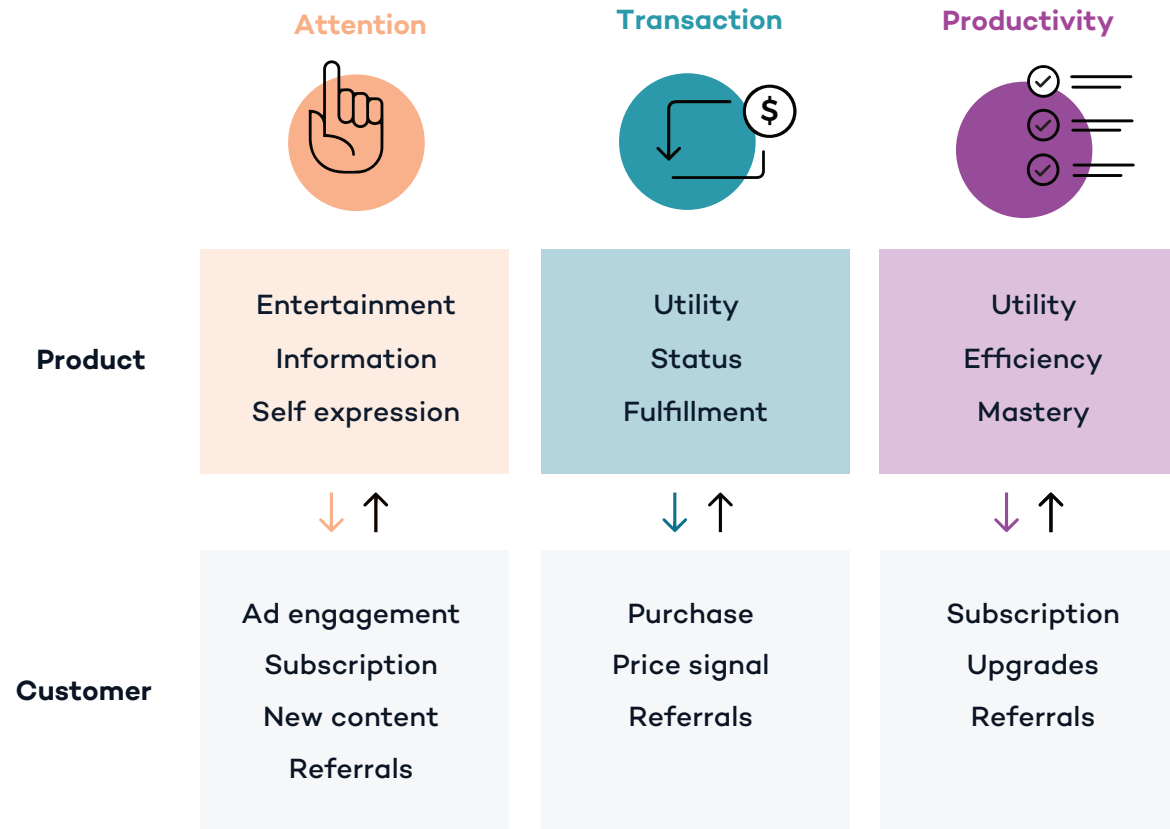 Attention
Transaction
Productivity
$
Product
Entertainment
Information
Self expression
Utility
Status
Fulfillment
Utility
Efficiency
Mastery
Customer
Ad engagement
Subscription
New content
Referrals
Purchase
Price signal
Referrals
Subscription
Upgrades
Referrals